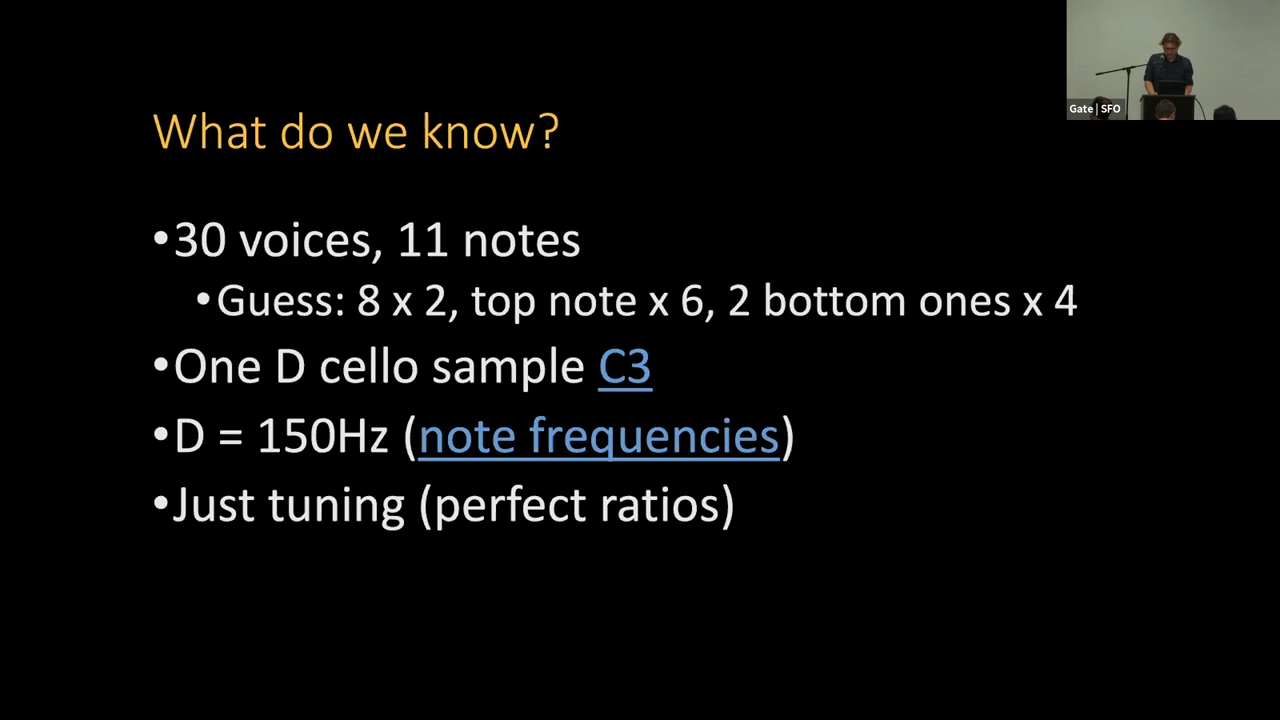 Gate | SFO
What do we know?
•30 voices, 11 notes
•Guess: 8 x 2, top note x 6, 2 bottom ones x 4
•One D cello sample C3
•D = 150Hz (note frequencies)
•Just tuning (perfect ratios)